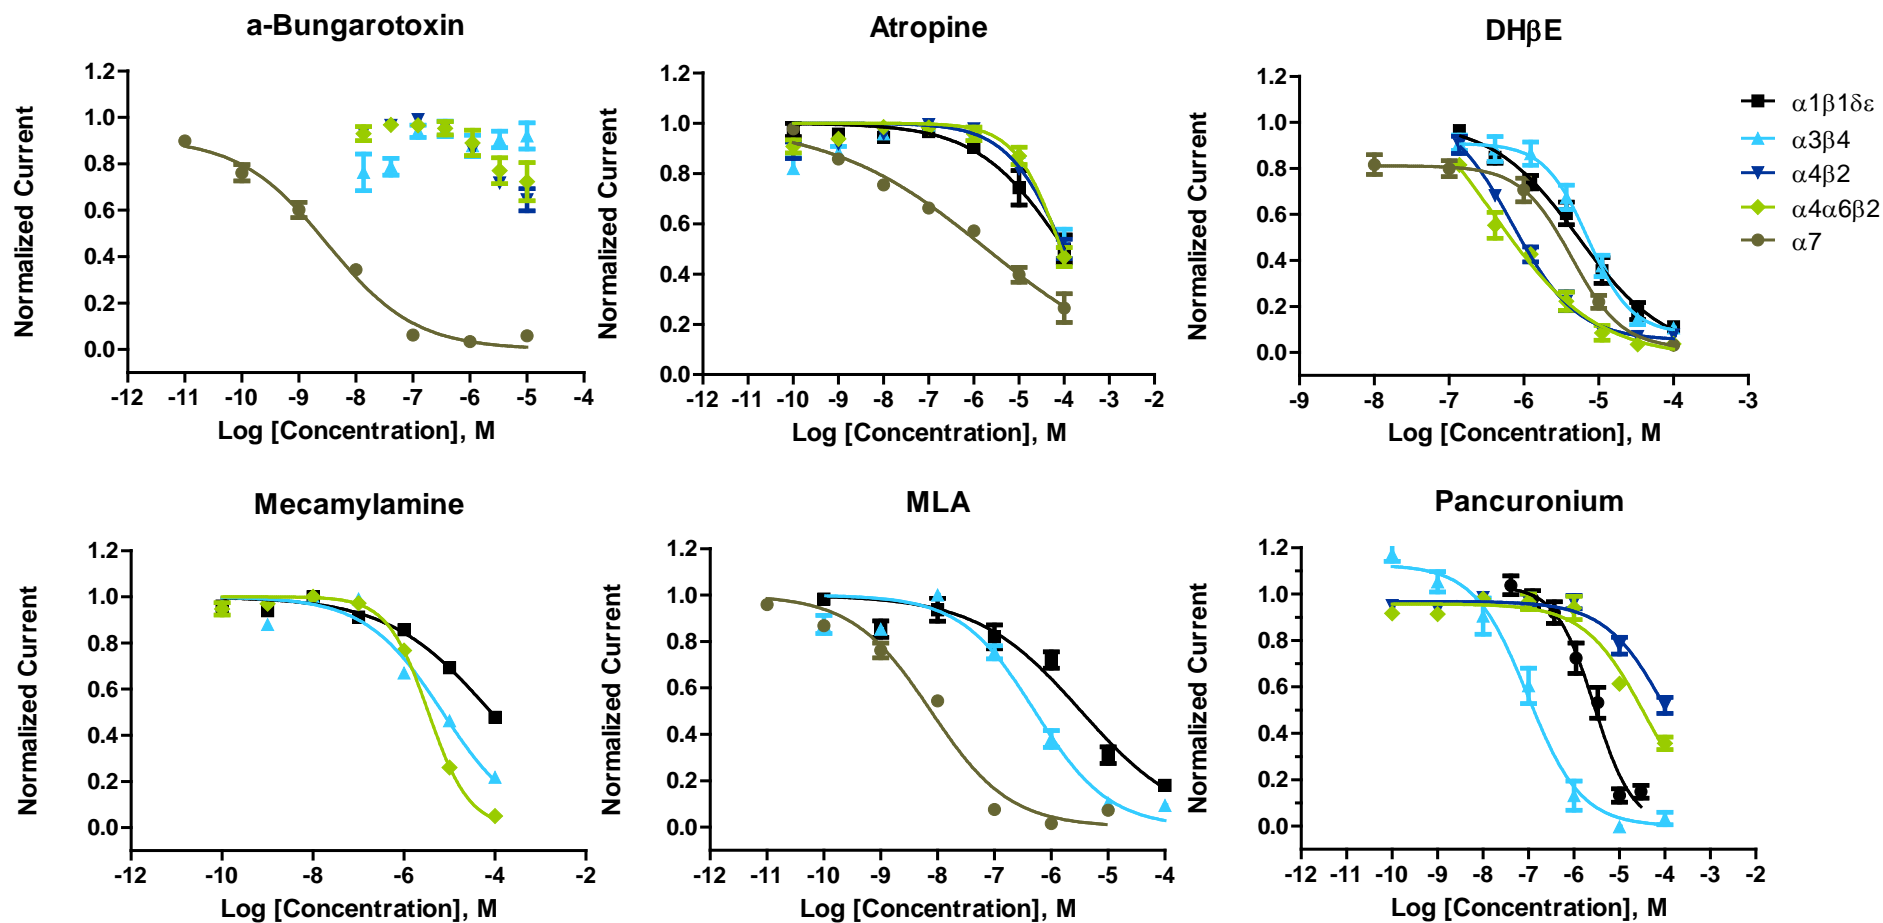 a-Bungarotoxin
Normalized Current
1.2
1.0
0.8
0.6
0.4
0.2
0.0
-12 -11 -10 -9 -8 -7 -6 -5 -4
Log [Concentration], M
Atropine
Normalized Current
1.2
1.0
0.8
0.6
0.4
0.2
0.0
-12 -11 -10 -9 -8 -7 -6 -5 -4 -3 -2
Log [Concentration], M
DHβE
Normalized Current
1.2
1.0
0.8
0.6
0.4
0.2
0.0
-9 -8 -7 -6 -5 -4 -3
Log [Concentration], M
α1β1δε
α3β4
α4β2
α4α6β2
α7
Mecamylamine
Normalized Current
1.2
1.0
0.8
0.6
0.4
0.2
0.0
-12 -10 -8 -6 -4 -2
Log [Concentration], M
MLA
Normalized Current
1.2
1.0
0.8
0.6
0.4
0.2
0.0
-12 -11 -10 -9 -8 -7 -6 -5 -4
Log [Concentration], M
Pancuronium
Normalized Current
1.2
1.0
0.8
0.6
0.4
0.2
0.0
-12 -11 -10 -9 -8 -7 -6 -5 -4 -3 -2
Log [Concentration], M